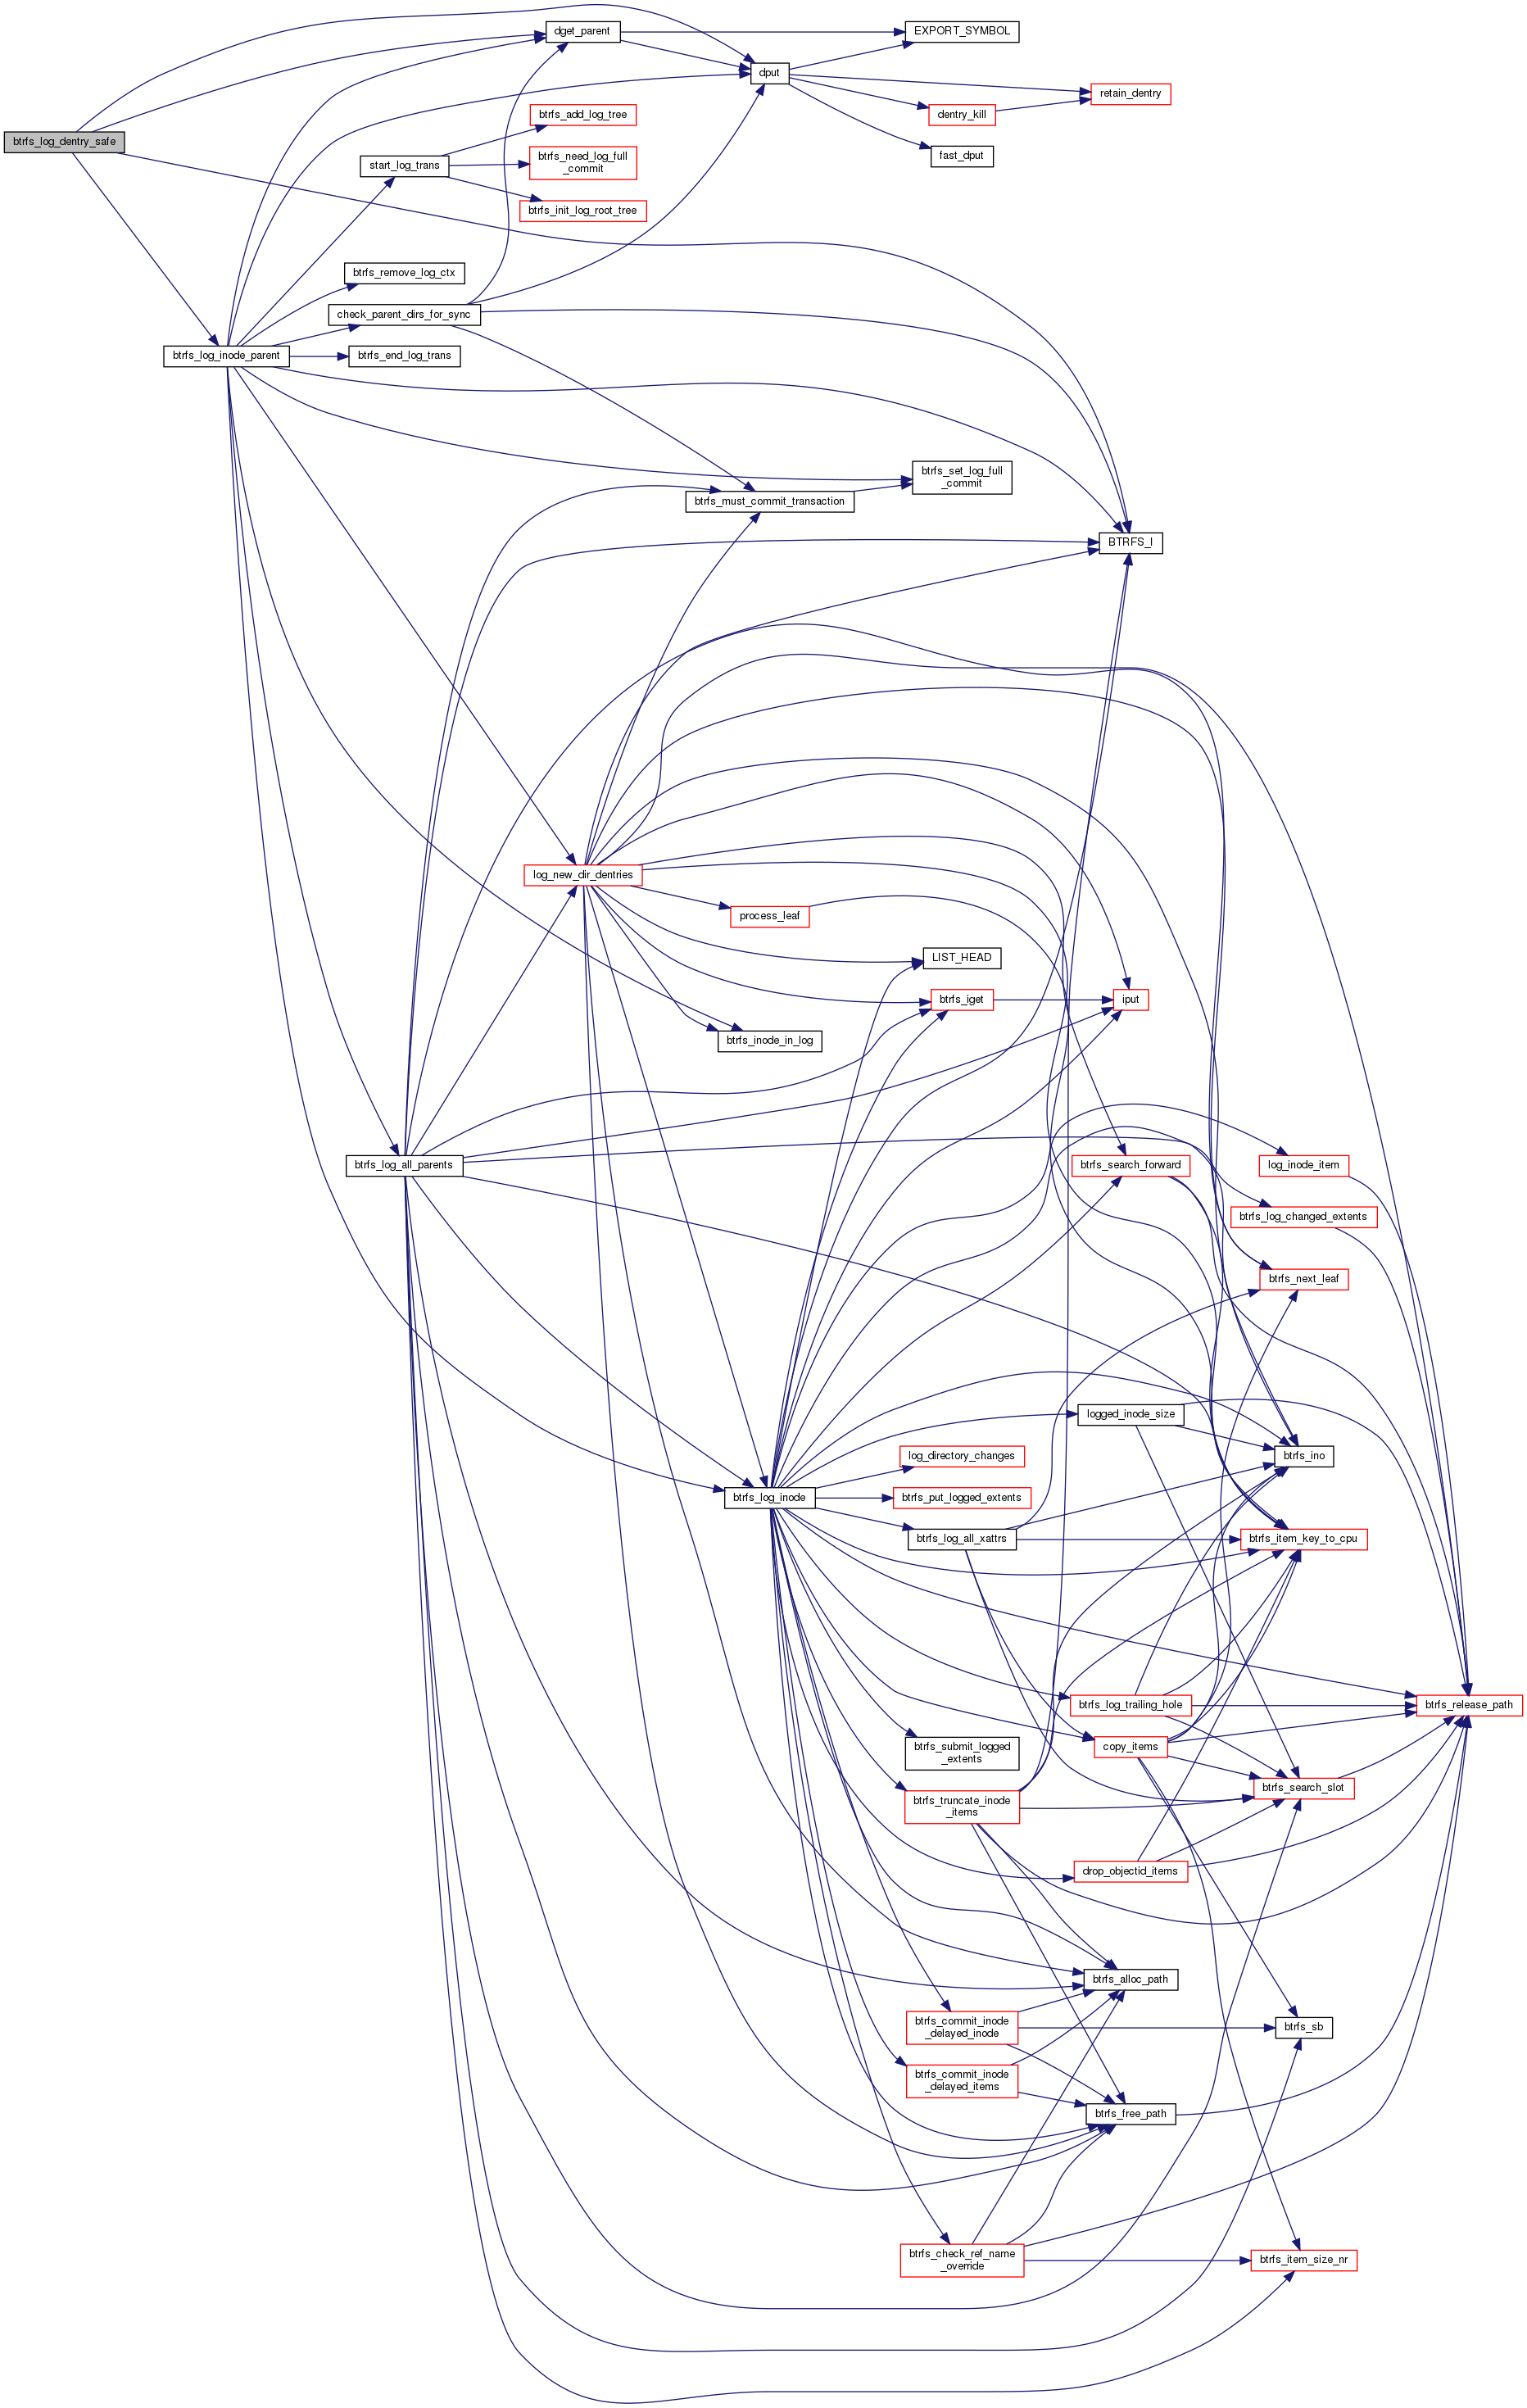 btrfs_log_dentry_safe
dget_parent
EXPORT_SYMBOL
dput
retain_dentry
dentry_kill
fast_dput
btrfs_add_log_tree
start_log_trans
btrfs_need_log_full
_commit
btrfs_init_log_root_tree
btrfs_remove_log_ctx
check_parent_dirs_for_sync
btrfs_log_inode_parent
btrfs_end_log_trans
btrfs_set_log_full
_commit
btrfs_must_commit_transaction
BTRFS_I
log_new_dir_dentries
process_leaf
LIST_HEAD
btrfs_iget
iput
btrfs_inode_in_log
btrfs_log_all_parents
btrfs_search_forward
log_inode_item
btrfs_log_changed_extents
btrfs_next_leaf
logged_inode_size
btrfs_ino
log_directory_changes
btrfs_log_inode
btrfs_put_logged_extents
btrfs_log_all_xattrs
btrfs_item_key_to_cpu
btrfs_log_trailing_hole
btrfs_release_path
btrfs_submit_logged
_extents
copy_items
btrfs_search_slot
btrfs_truncate_inode
_items
drop_objectid_items
btrfs_alloc_path
btrfs_commit_inode
_delayed_inode
btrfs_sb
btrfs_commit_inode
_delayed_items
btrfs_free_path
btrfs_check_ref_name
_override
btrfs_item_size_nr